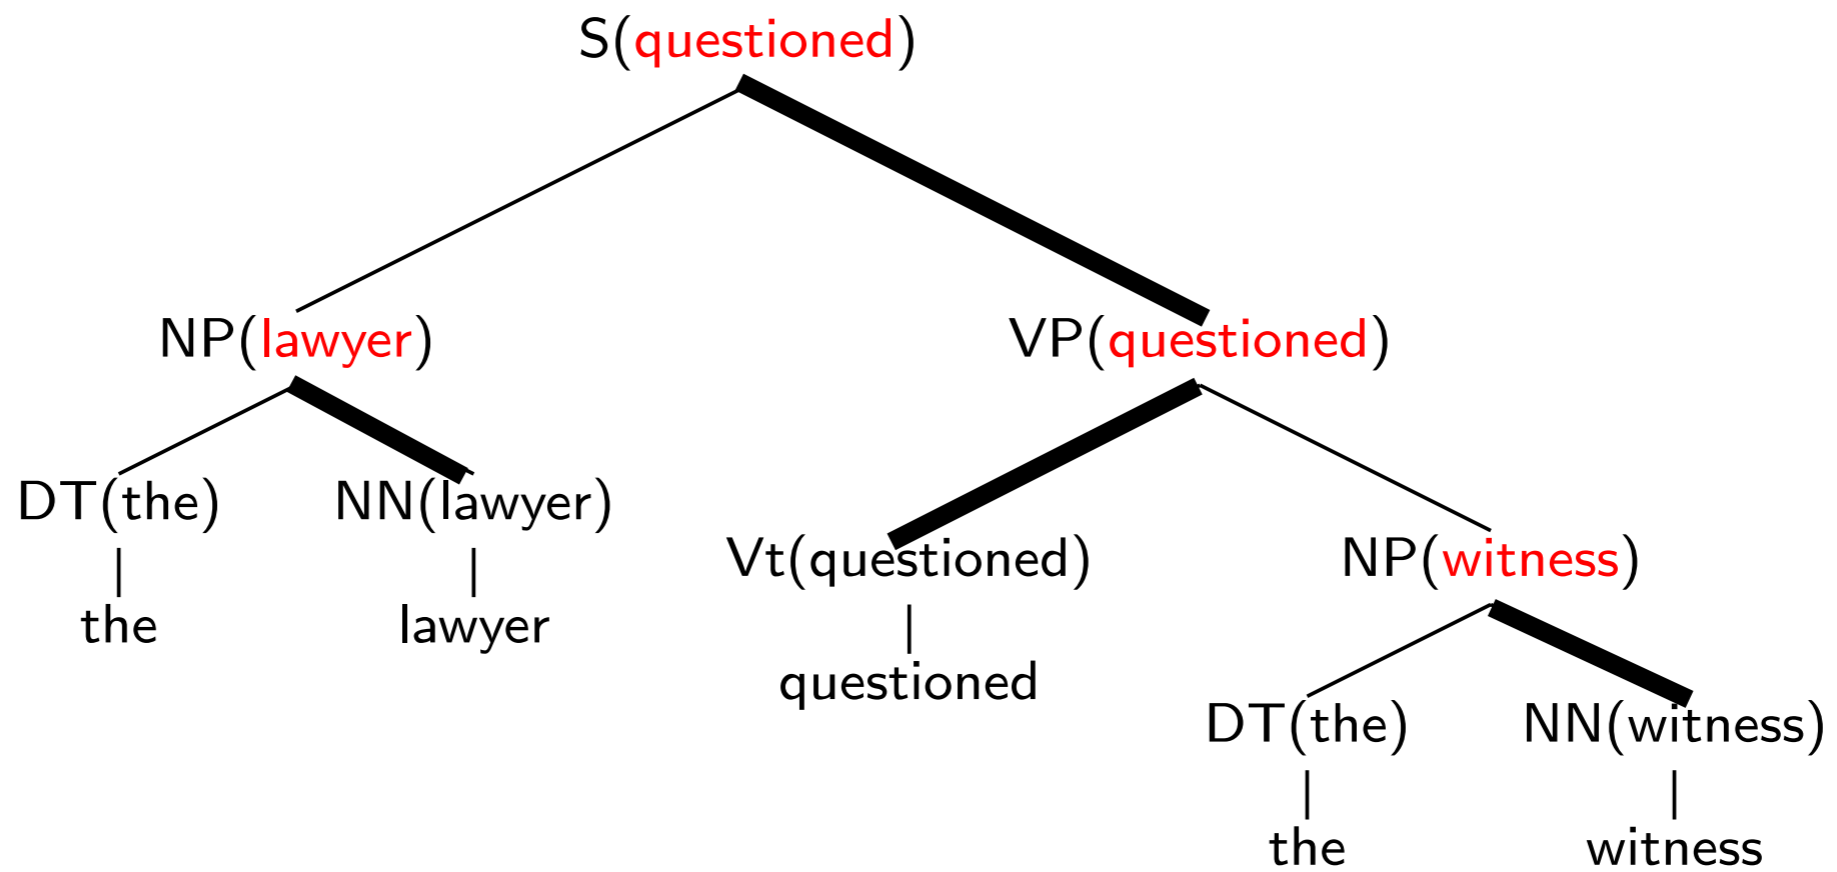 S(questioned)
NP(lawyer) VP(questioned)
DT(the) NN(lawyer)
Vt(questioned) NP(witness)
the lawyer
questioned
DT(the) NN(witness)
the witness